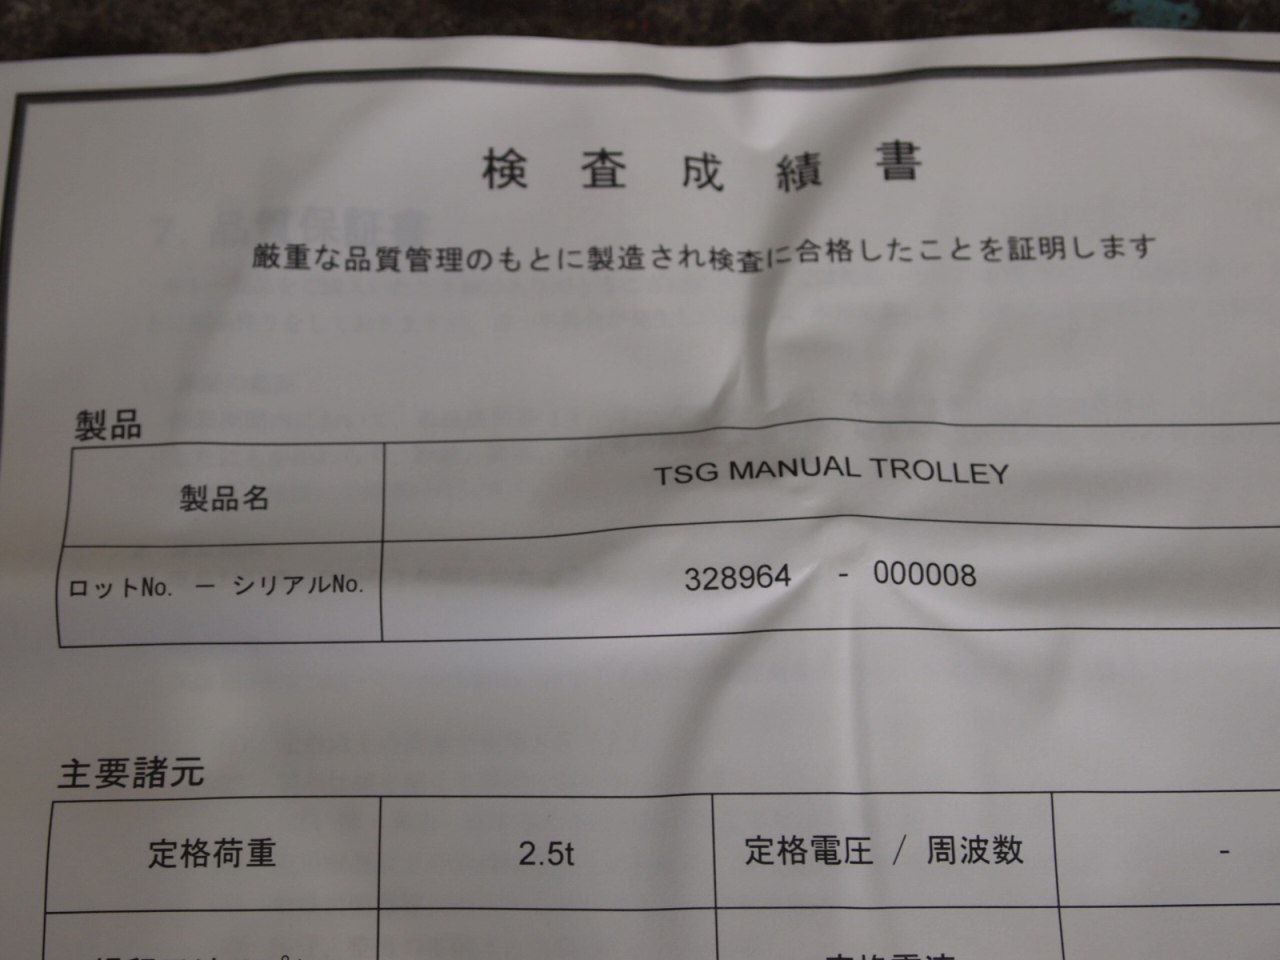 検査成績書
厳重な品質管理のもとに製造され検査に合格したことを証明します
製品
製品名 TSG MANUAL TROLLEY
ロットNo. － シリアルNo. 328964 - 000008
主要諸元
定格荷重 2.5t 定格電圧 / 周波数 -